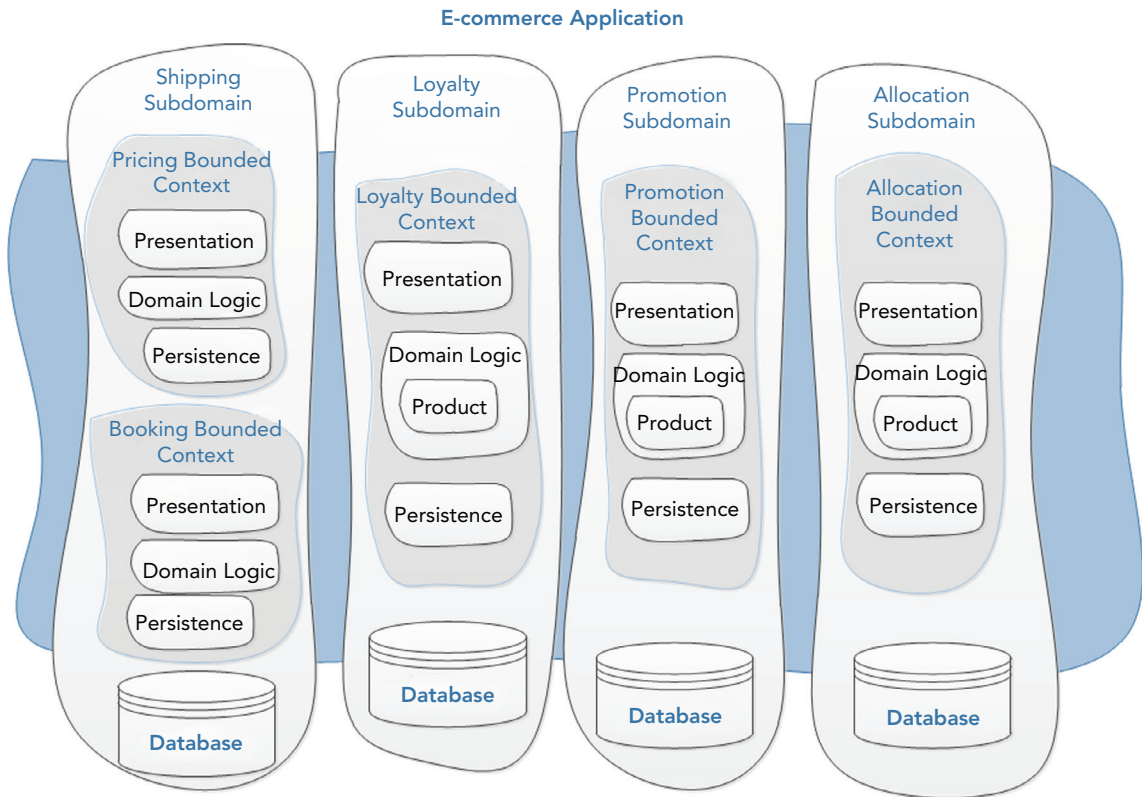 E-commerce Application
Shipping
Subdomain
Pricing Bounded
Context
Presentation
Domain Logic
Persistence
Booking Bounded
Context
Presentation
Domain Logic
Persistence
Database
Loyalty
Subdomain
Loyalty Bounded
Context
Presentation
Domain Logic
Product
Persistence
Database
Promotion
Subdomain
Promotion
Bounded
Context
Presentation
Domain Logic
Product
Persistence
Database
Allocation
Subdomain
Allocation
Bounded
Context
Presentation
Domain Logic
Product
Persistence
Database